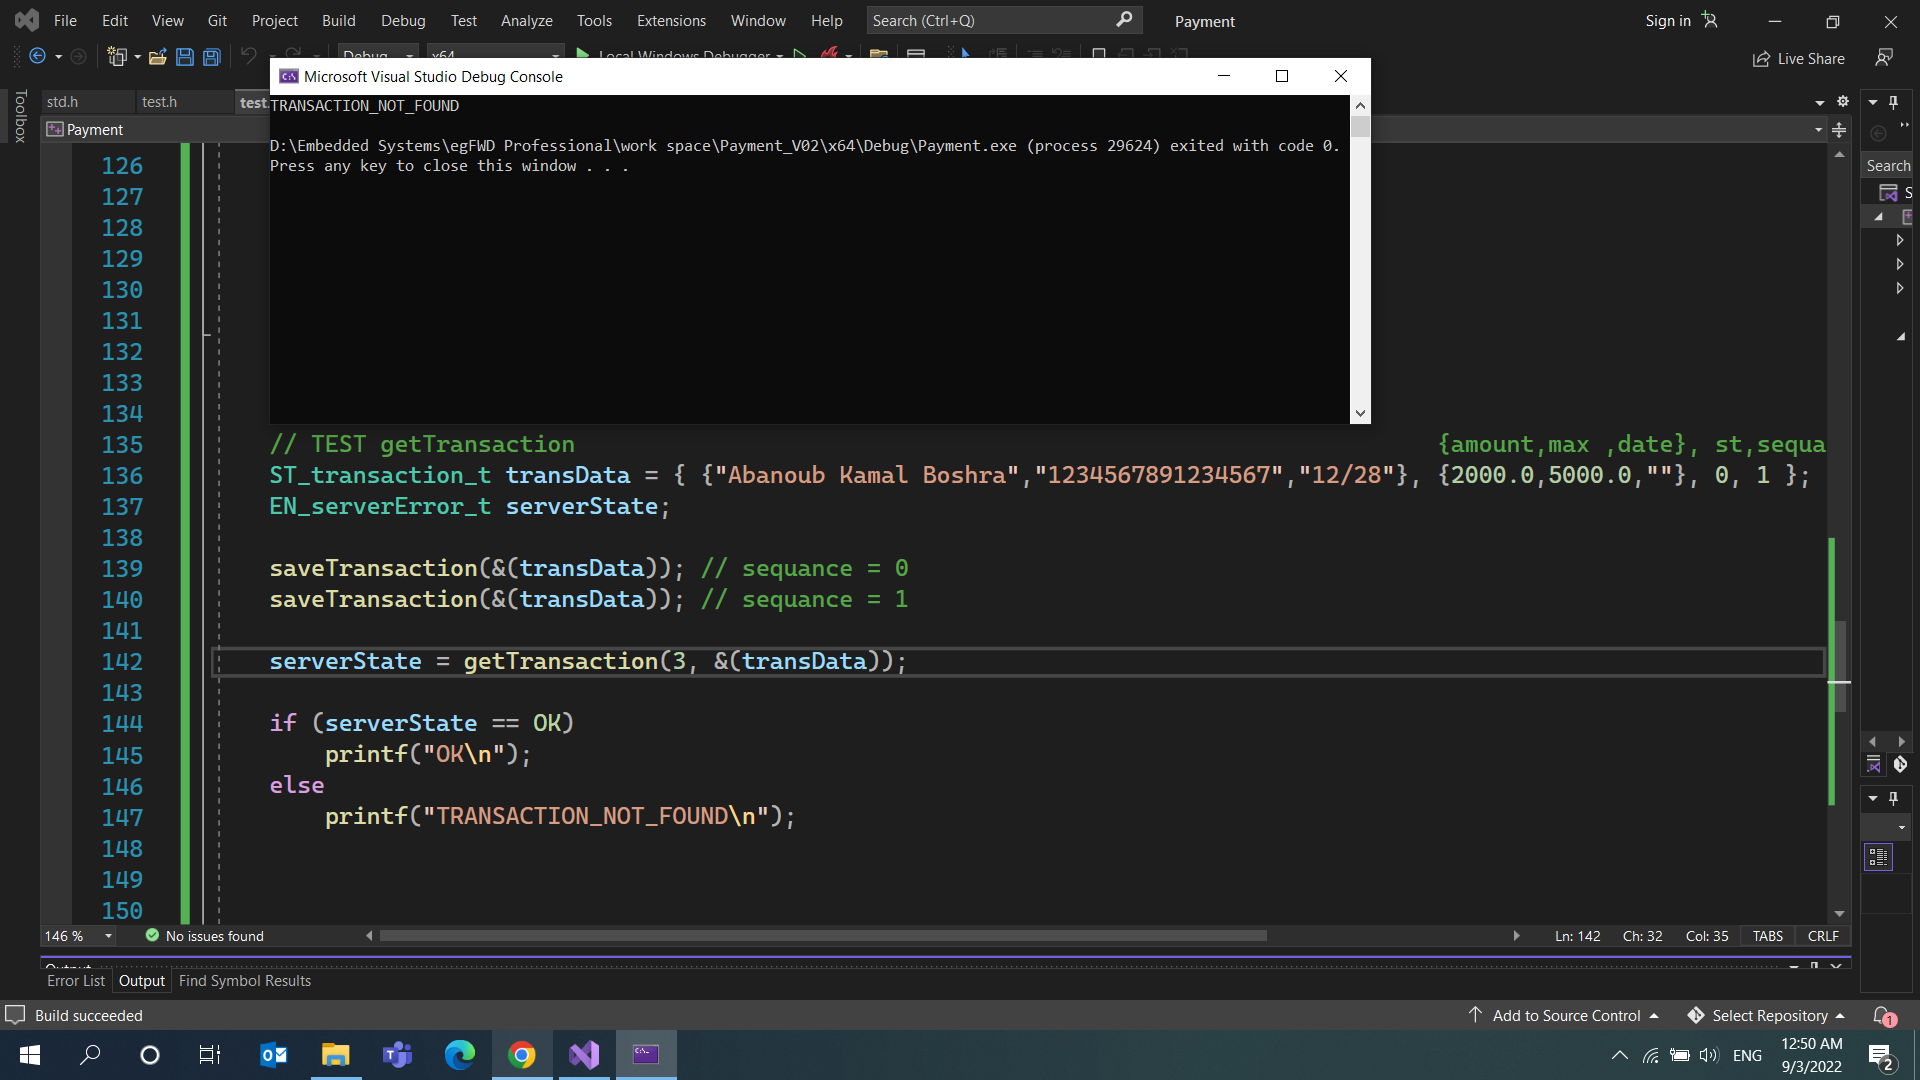 File Edit View Git Project Build Debug Test Analyze Tools Extensions Window Help Search (Ctrl+Q) Payment Sign in
Debug x64 Local Windows Debugger Live Share
Microsoft Visual Studio Debug Console
Toolbox
std.h test.h test.
Payment
TRANSACTION_NOT_FOUND
D:\Embedded Systems\egFWD Professional\work space\Payment_V02\x64\Debug\Payment.exe (process 29624) exited with code 0.
Press any key to close this window . . .
Search
S
126
127
128
129
130
131
132
133
134
135 // TEST getTransaction {amount,max ,date}, st,sequa
136 ST_transaction_t transData = { {"Abanoub Kamal Boshra","1234567891234567","12/28"}, {2000.0,5000.0,""}, 0, 1 };
137 EN_serverError_t serverState;
138
139 saveTransaction(&(transData)); // sequance = 0
140 saveTransaction(&(transData)); // sequance = 1
141
142 serverState = getTransaction(3, &(transData));
143
144 if (serverState == OK)
145 printf("OK\n");
146 else
147 printf("TRANSACTION_NOT_FOUND\n");
148
149
150
146 % No issues found Ln: 142 Ch: 32 Col: 35 TABS CRLF
Output
Error List Output Find Symbol Results
Build succeeded Add to Source Control Select Repository 1
ENG 12:50 AM
9/3/2022 2